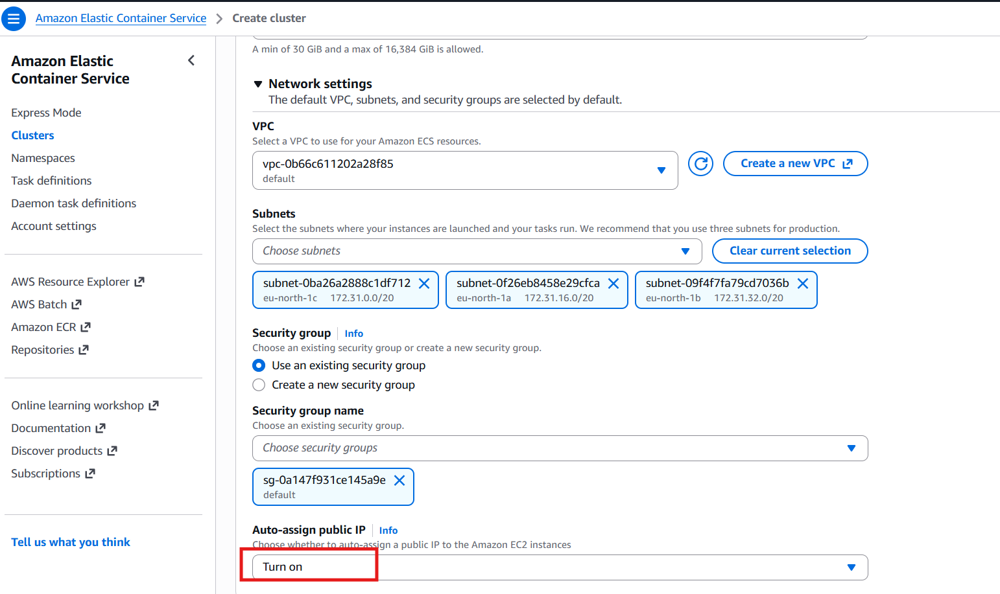 Amazon Elastic Container Service > Create cluster
Amazon Elastic
Container Service
Express Mode
Clusters
Namespaces
Task definitions
Daemon task definitions
Account settings
AWS Resource Explorer
AWS Batch
Amazon ECR
Repositories
Online learning workshop
Documentation
Discover products
Subscriptions
Tell us what you think
A min of 30 GiB and a max of 16,384 GiB is allowed.
Network settings
The default VPC, subnets, and security groups are selected by default.
VPC
Select a VPC to use for your Amazon ECS resources.
vpc-0b66c611202a28f85
default
Create a new VPC
Subnets
Select the subnets where your instances are launched and your tasks run. We recommend that you use three subnets for production.
Choose subnets
Clear current selection
subnet-0ba26a2888c1df712
eu-north-1c 172.31.0.0/20
subnet-0f26eb8458e29cfca
eu-north-1a 172.31.16.0/20
subnet-09f4f7fa79cd7036b
eu-north-1b 172.31.32.0/20
Security group Info
Choose an existing security group or create a new security group.
Use an existing security group
Create a new security group
Security group name
Choose an existing security group.
Choose security groups
sg-0a147f931ce145a9e
default
Auto-assign public IP Info
Choose whether to auto-assign a public IP to the Amazon EC2 instances
Turn on